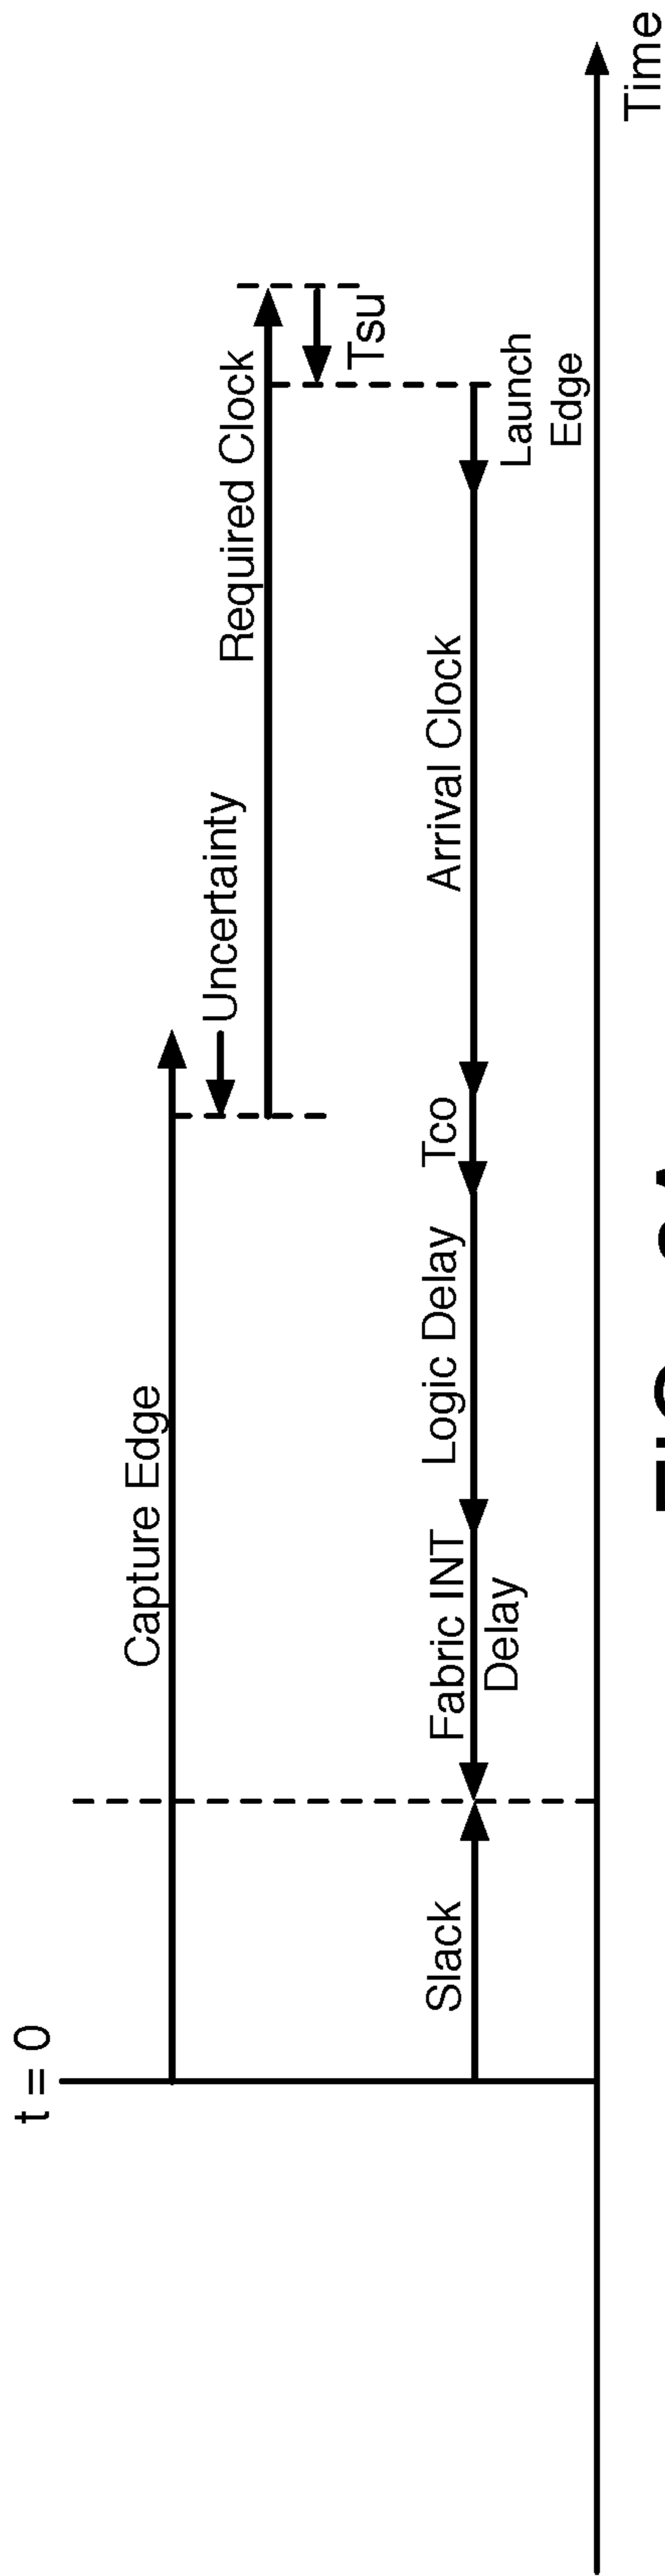 t = 0
Capture Edge
Uncertainty
Required Clock
Tsu
Slack
Fabric INT
Delay
Logic Delay
Tco
Arrival Clock
Launch
Edge
Time